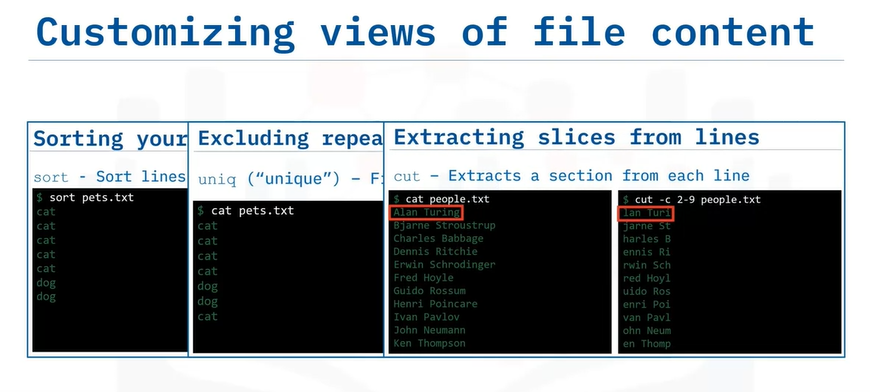 Customizing views of file content
Sorting your
sort - Sort lines
$ sort pets.txt
cat
cat
cat
cat
cat
dog
dog
Excluding repea
uniq (“unique”) – Fi
$ cat pets.txt
cat
cat
cat
cat
dog
dog
cat
Extracting slices from lines
cut – Extracts a section from each line
$ cat people.txt
Alan Turing
Bjarne Stroustrup
Charles Babbage
Dennis Ritchie
Erwin Schrodinger
Fred Hoyle
Guido Rossum
Henri Poincare
Ivan Pavlov
John Neumann
Ken Thompson
$ cut -c 2-9 people.txt
lan Turi
jarne St
harles B
ennis Ri
rwin Sch
red Hoyl
uido Ros
enri Poi
van Pavl
ohn Neum
en Thomp